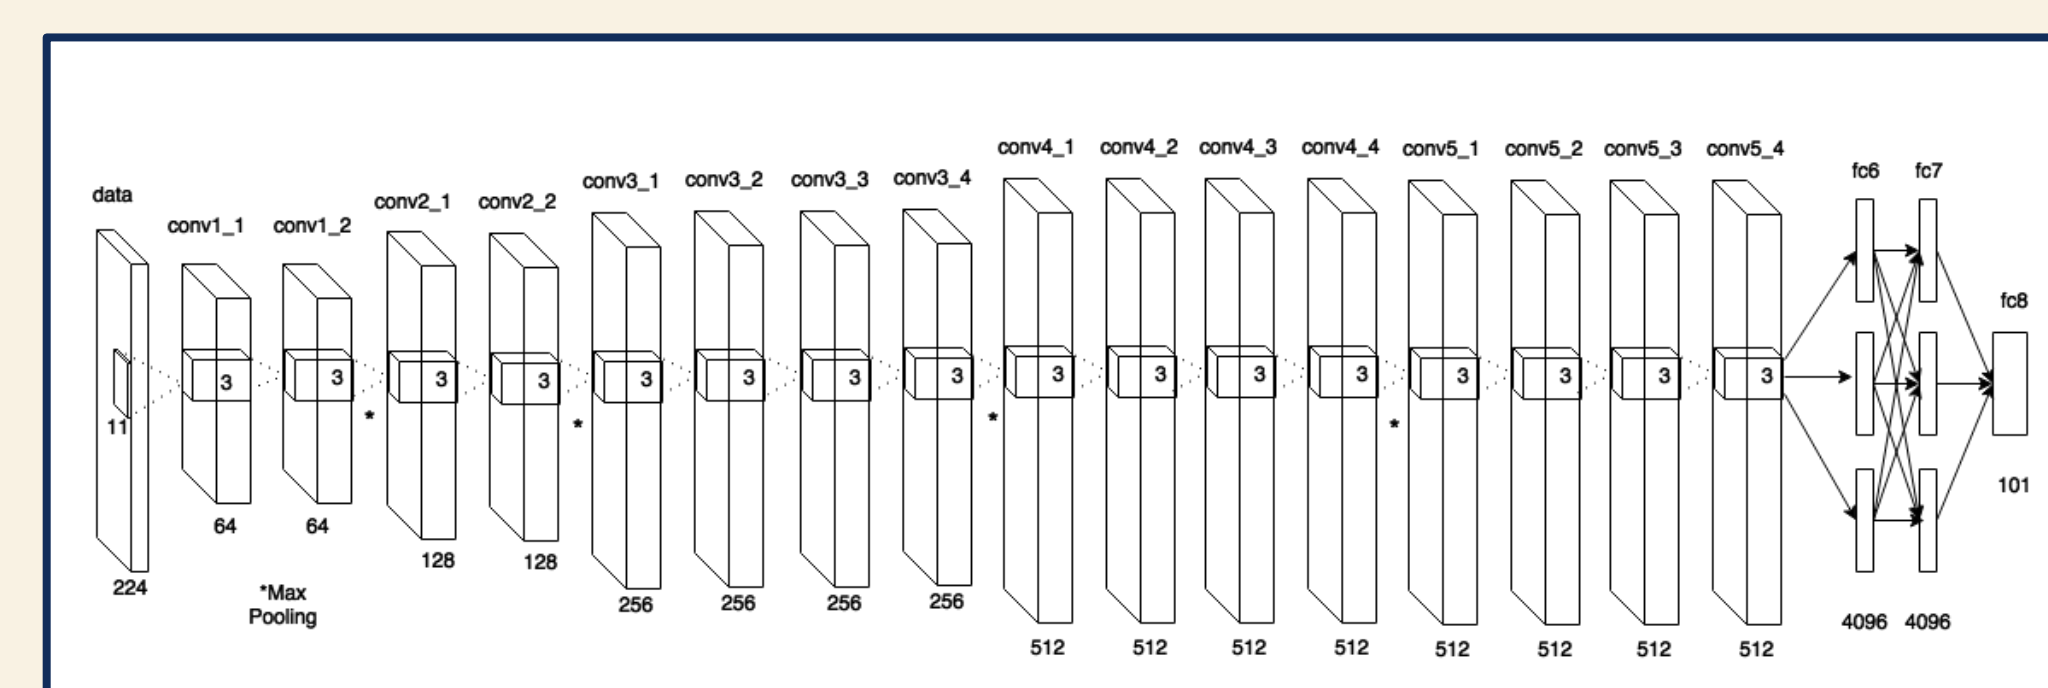 conv4_1 conv4_2 conv4_3 conv4_4 conv5_1 conv5_2 conv5_3 conv5_4
data conv3_1 conv3_2 conv3_3 conv3_4 fc6 fc7
conv1_1 conv1_2 conv2_1 conv2_2
fc8
3 3 3 3 3 3 3 3 3 3 3 3 3 3 3 3
11 * * * *
101
64 64
128 128
224 256 256 256 256
*Max
Pooling
4096 4096
512 512 512 512 512 512 512 512